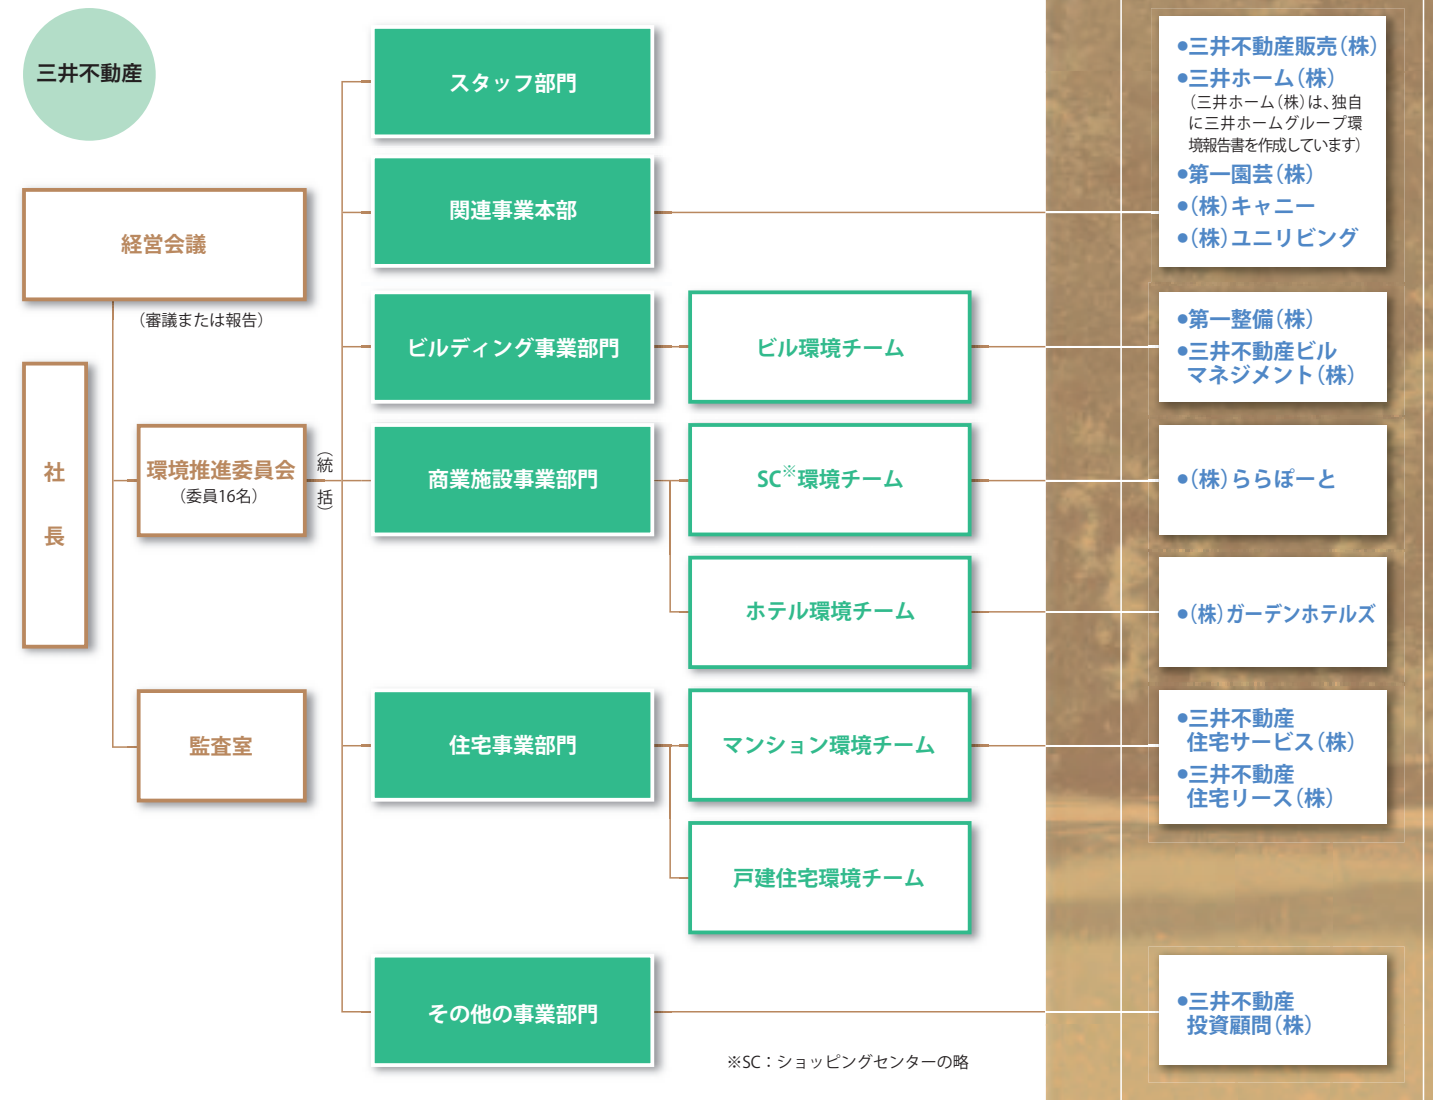 三井不動産
経営会議
(審議または報告)
社
長
環境推進委員会
(委員16名)
(統
括)
監査室
スタッフ部門
関連事業本部
ビルディング事業部門
商業施設事業部門
住宅事業部門
その他の事業部門
ビル環境チーム
SC※環境チーム
ホテル環境チーム
マンション環境チーム
戸建住宅環境チーム
※SC：ショッピングセンターの略
●三井不動産販売(株)
●三井ホーム(株)
(三井ホーム(株)は、独自
に三井ホームグループ環
境報告書を作成しています)
●第一園芸(株)
●(株)キャニー
●(株)ユニリビング
●第一整備(株)
●三井不動産ビル
マネジメント(株)
●(株)ららぽーと
●(株)ガーデンホテルズ
●三井不動産
住宅サービス(株)
●三井不動産
住宅リース(株)
●三井不動産
投資顧問(株)